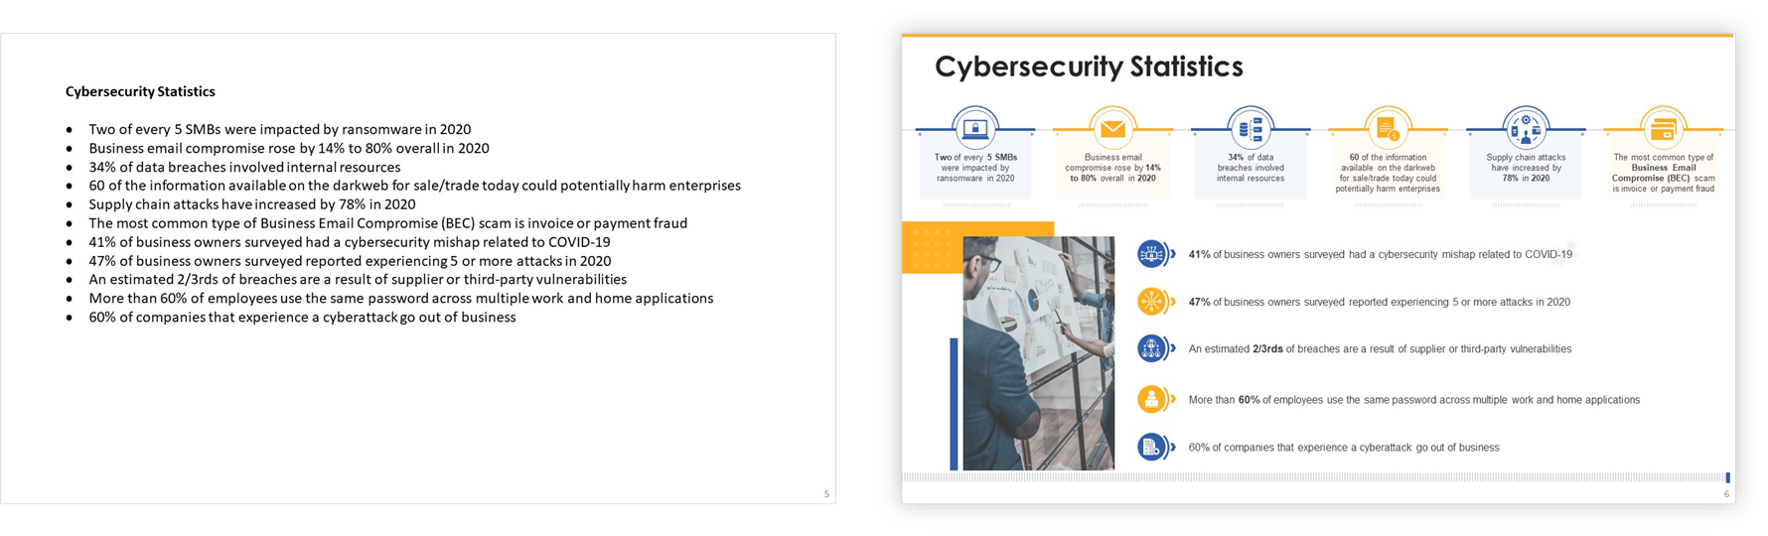 Cybersecurity Statistics
• Two of every 5 SMBs were impacted by ransomware in 2020
• Business email compromise rose by 14% to 80% overall in 2020
• 34% of data breaches involved internal resources
• 60 of the information available on the darkweb for sale/trade today could potentially harm enterprises
• Supply chain attacks have increased by 78% in 2020
• The most common type of Business Email Compromise (BEC) scam is invoice or payment fraud
• 41% of business owners surveyed had a cybersecurity mishap related to COVID-19
• 47% of business owners surveyed reported experiencing 5 or more attacks in 2020
• An estimated 2/3rds of breaches are a result of supplier or third-party vulnerabilities
• More than 60% of employees use the same password across multiple work and home applications
• 60% of companies that experience a cyberattack go out of business
5
Cybersecurity Statistics
Two of every 5 SMBs
were impacted by
ransomware in 2020
Business email
compromise rose by 14%
to 80% overall in 2020
34% of data
breaches involved
internal resources
60 of the information
available on the darkweb
for sale/trade today could
potentially harm enterprises
Supply chain attacks
have increased by
78% in 2020
The most common type of
Business Email
Compromise (BEC) scam
is invoice or payment fraud
41% of business owners surveyed had a cybersecurity mishap related to COVID-19
47% of business owners surveyed reported experiencing 5 or more attacks in 2020
An estimated 2/3rds of breaches are a result of supplier or third-party vulnerabilities
More than 60% of employees use the same password across multiple work and home applications
60% of companies that experience a cyberattack go out of business
6